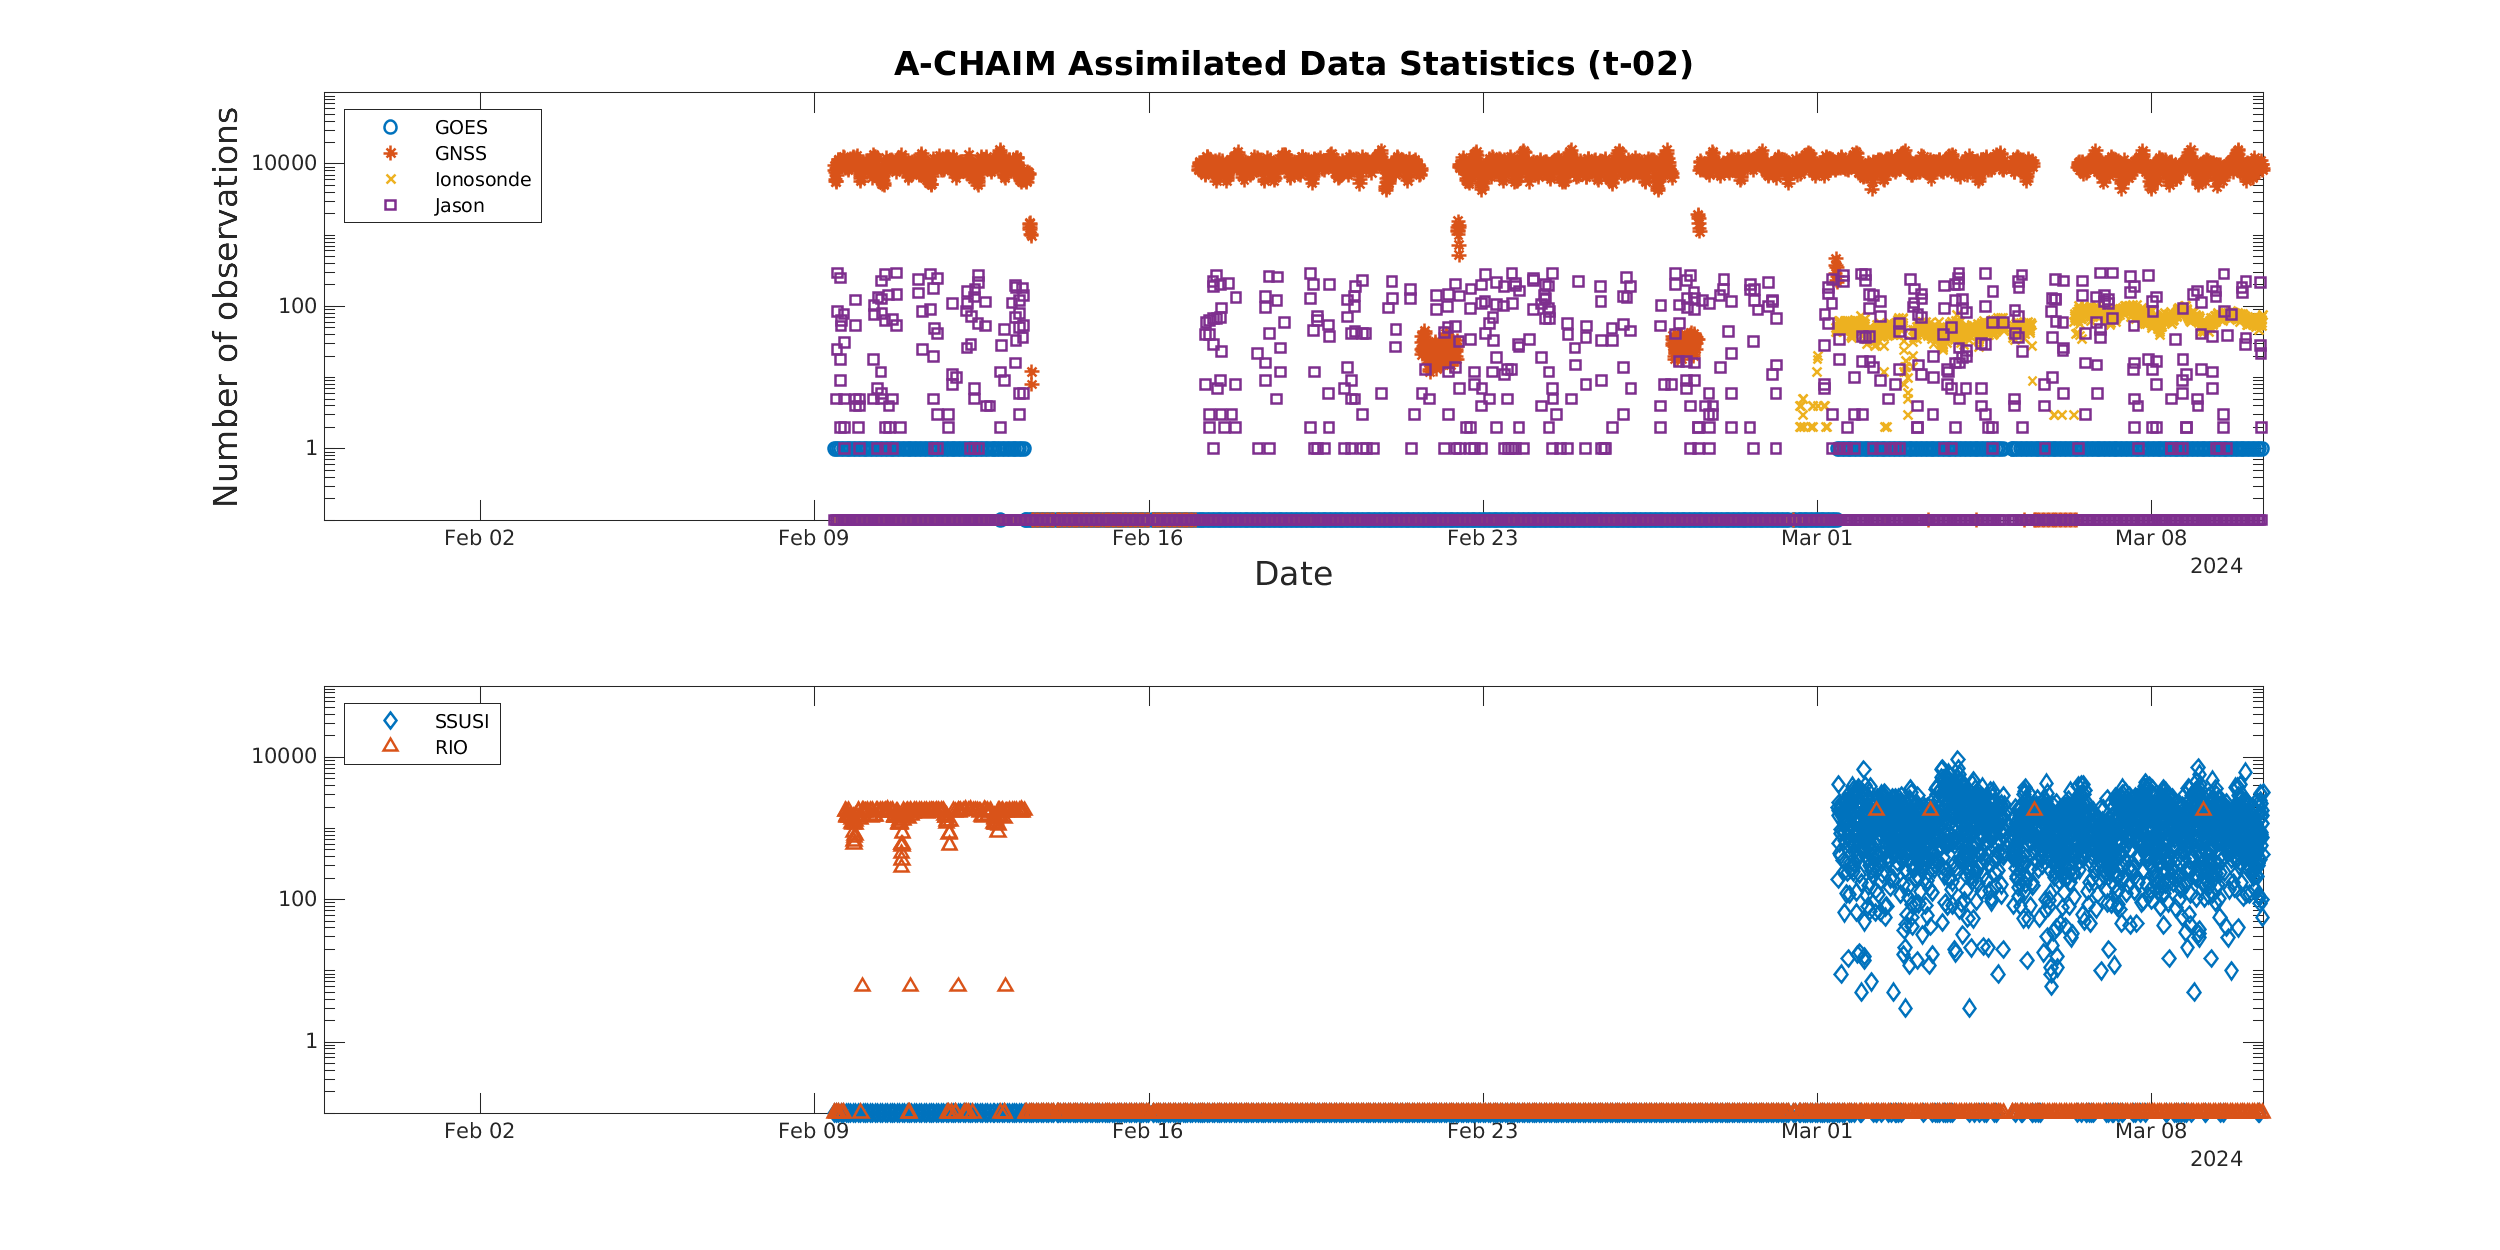 A-CHAIM Assimilated Data Statistics (t-02)
Number of observations
GOES
GNSS
Ionosonde
Jason
10000
100
1
Feb 02
Feb 09
Feb 16
Feb 23
Mar 01
Mar 08
2024
Date
SSUSI
RIO
10000
100
1
Feb 02
Feb 09
Feb 16
Feb 23
Mar 01
Mar 08
2024